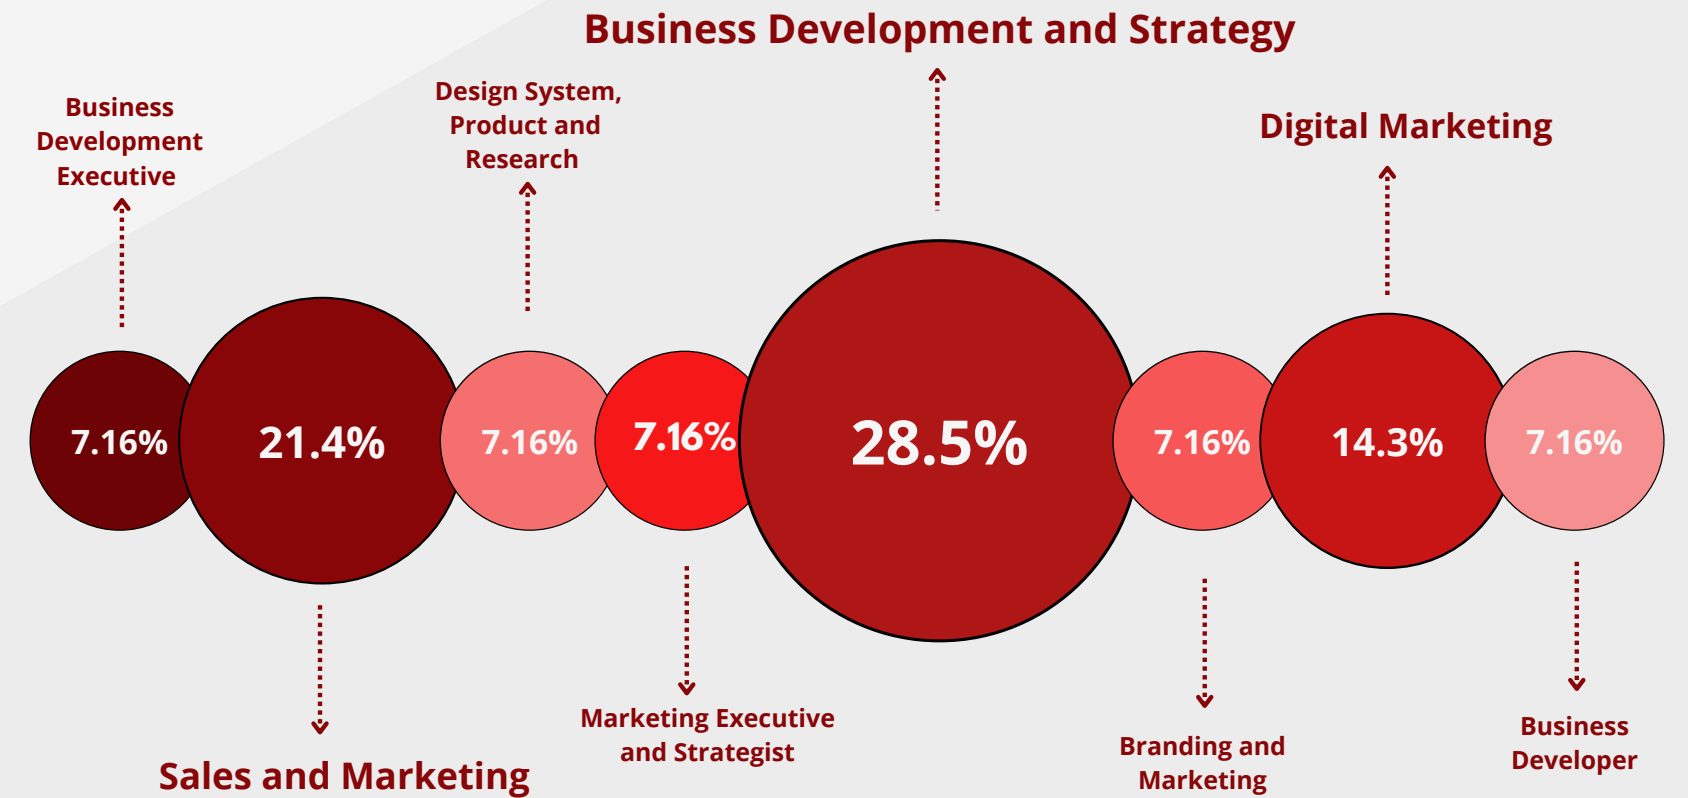 Business Development and Strategy
Business
Development
Executive
Design System,
Product and
Research
Digital Marketing
7.16%
21.4%
7.16%
7.16%
28.5%
7.16%
14.3%
7.16%
Sales and Marketing
Marketing Executive
and Strategist
Branding and
Marketing
Business
Developer